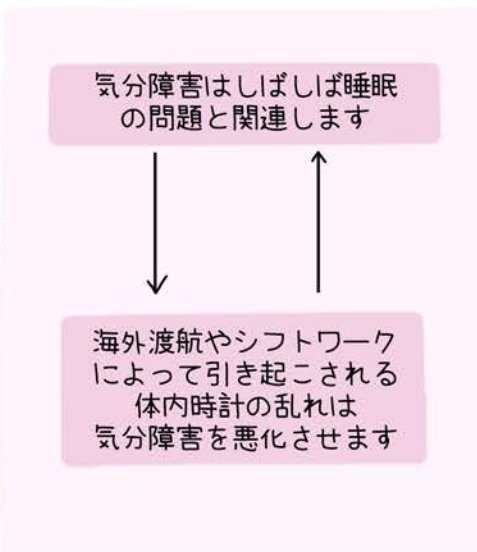 気分障害はしばしば睡眠
の問題と関連します
海外渡航やシフトワーク
によって引き起こされる
体内時計の乱れは
気分障害を悪化させます